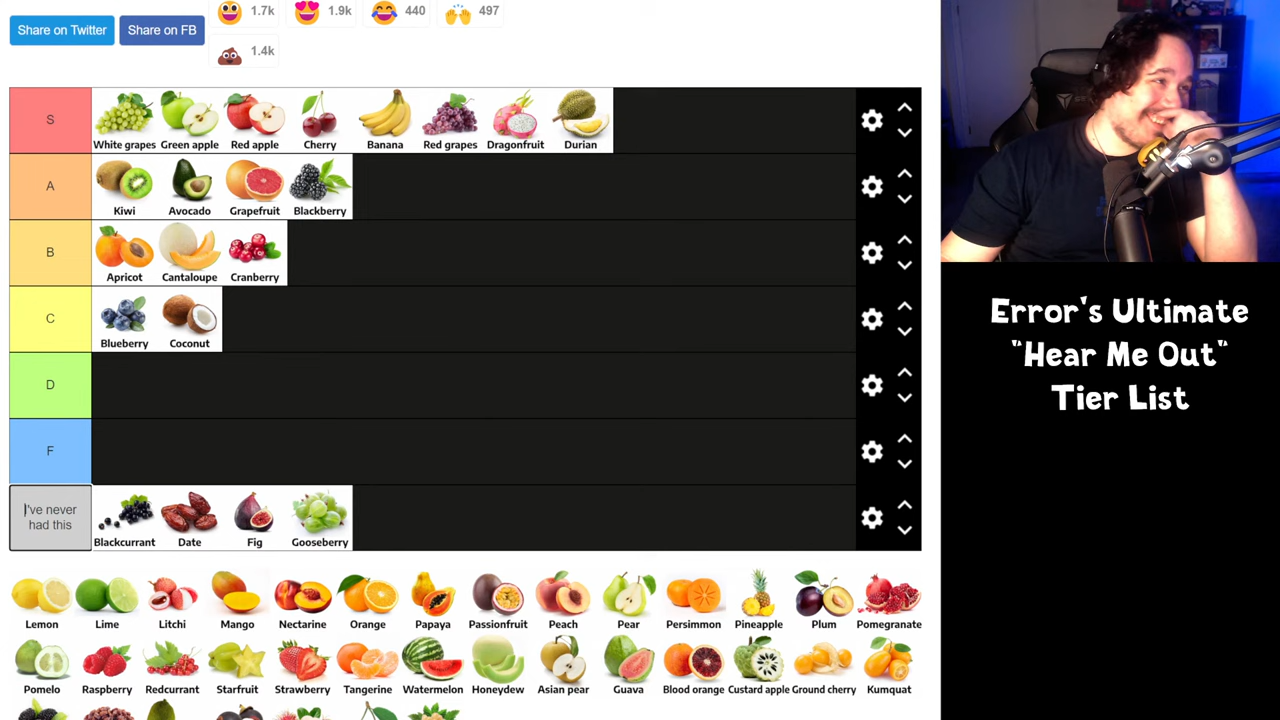 Share on Twitter
Share on FB
1.7k
1.9k
440
497
1.4k
S
White grapes
Green apple
Red apple
Cherry
Banana
Red grapes
Dragonfruit
Durian
A
Kiwi
Avocado
Grapefruit
Blackberry
B
Apricot
Cantaloupe
Cranberry
C
Blueberry
Coconut
D
F
I've never
had this
Blackcurrant
Date
Fig
Gooseberry
Lemon
Lime
Litchi
Mango
Nectarine
Orange
Papaya
Passionfruit
Peach
Pear
Persimmon
Pineapple
Plum
Pomegranate
Pomelo
Raspberry
Redcurrant
Starfruit
Strawberry
Tangerine
Watermelon
Honeydew
Asian pear
Guava
Blood orange
Custard apple
Ground cherry
Kumquat
Error's Ultimate
"Hear Me Out"
Tier List